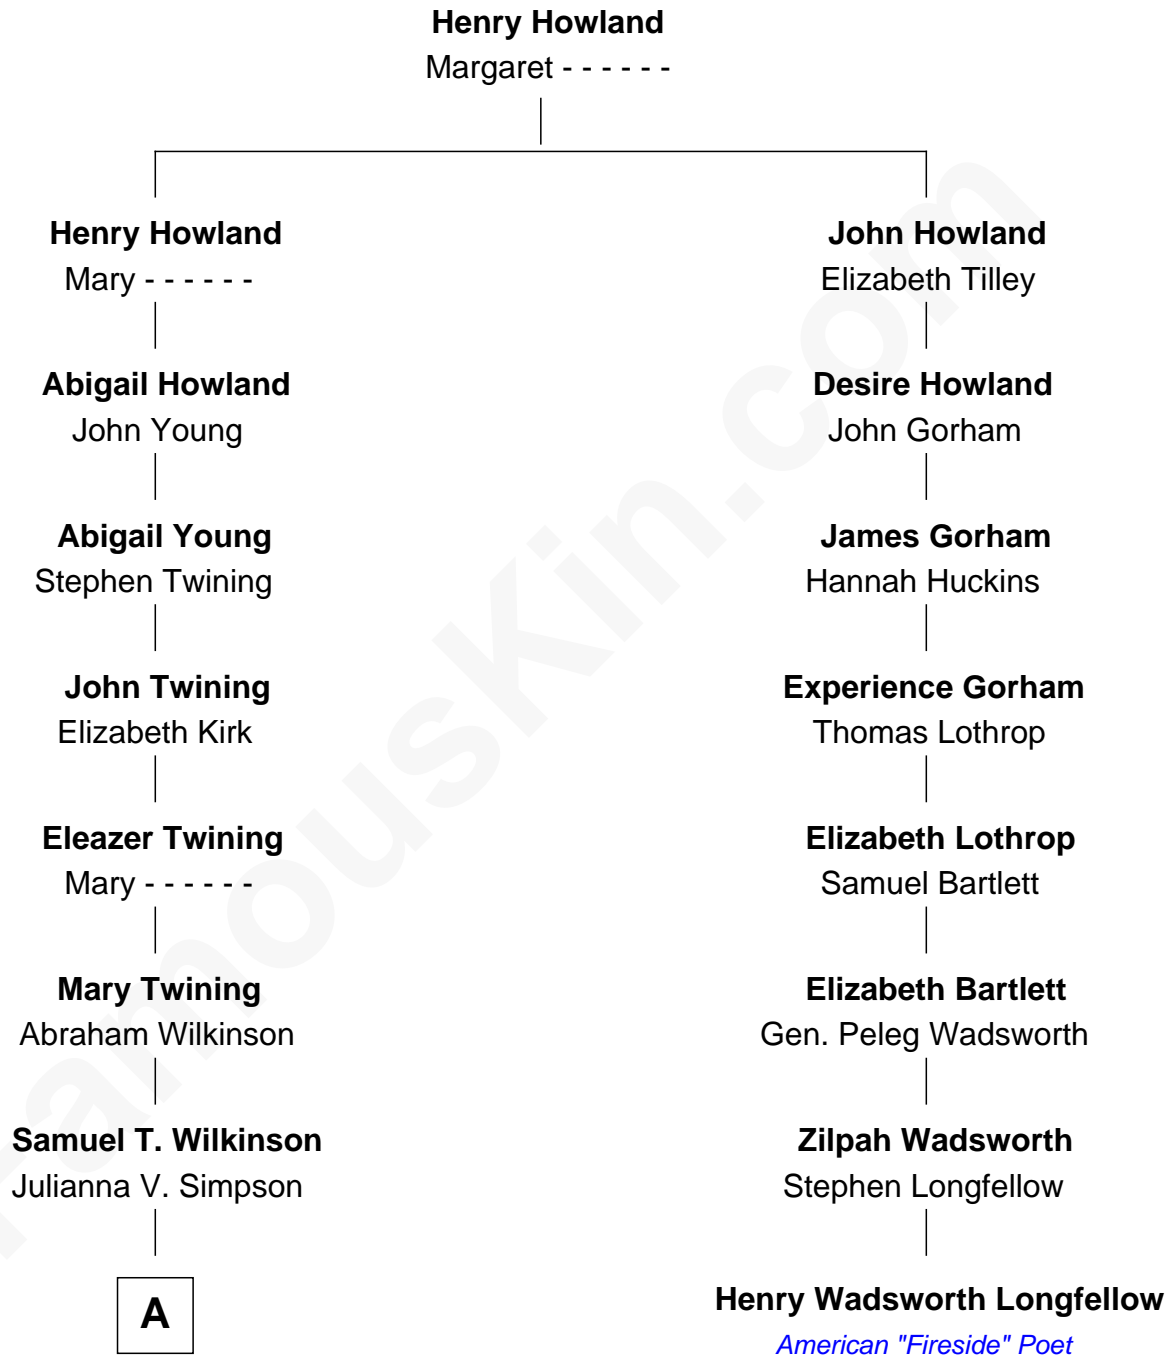 Henry Howland
Margaret - - - - - -
Henry Howland
Mary - - - - - -
John Howland
Elizabeth Tilley
Abigail Howland
John Young
Desire Howland
John Gorham
Abigail Young
Stephen Twining
James Gorham
Hannah Huckins
John Twining
Elizabeth Kirk
Experience Gorham
Thomas Lothrop
Eleazer Twining
Mary - - - - - -
Elizabeth Lothrop
Samuel Bartlett
Mary Twining
Abraham Wilkinson
Elizabeth Bartlett
Gen. Peleg Wadsworth
Samuel T. Wilkinson
Julianna V. Simpson
Zilpah Wadsworth
Stephen Longfellow
A
Henry Wadsworth Longfellow
American "Fireside" Poet
FamousKin.com